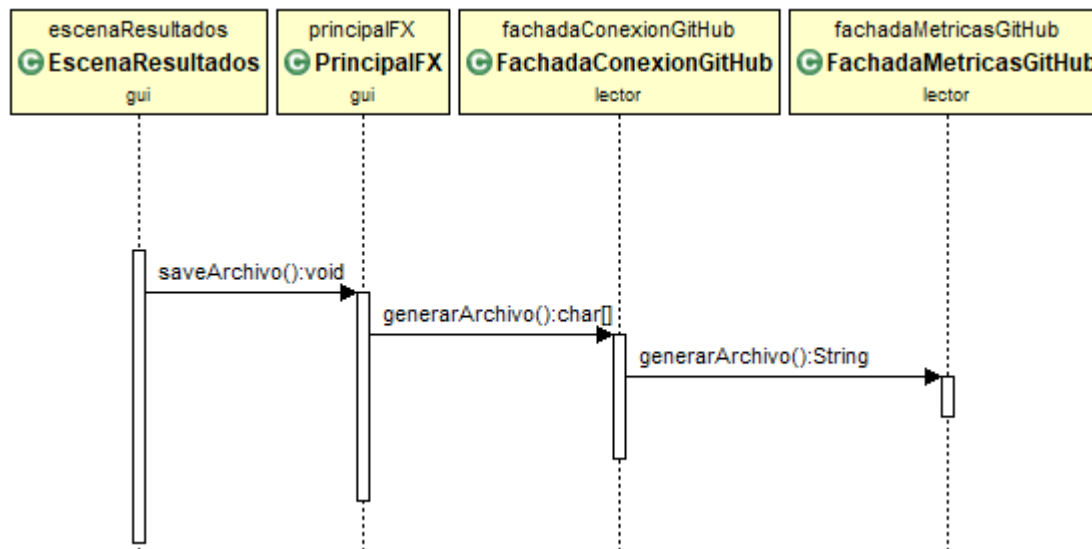 escenaResultados
C EscenaResultados
gui
principalFX
C PrincipalFX
gui
fachadaConexionGitHub
C FachadaConexionGitHub
lector
fachadaMetricasGitHub
C FachadaMetricasGitHub
lector
saveArchivo():void
generarArchivo():char[]
generarArchivo():String